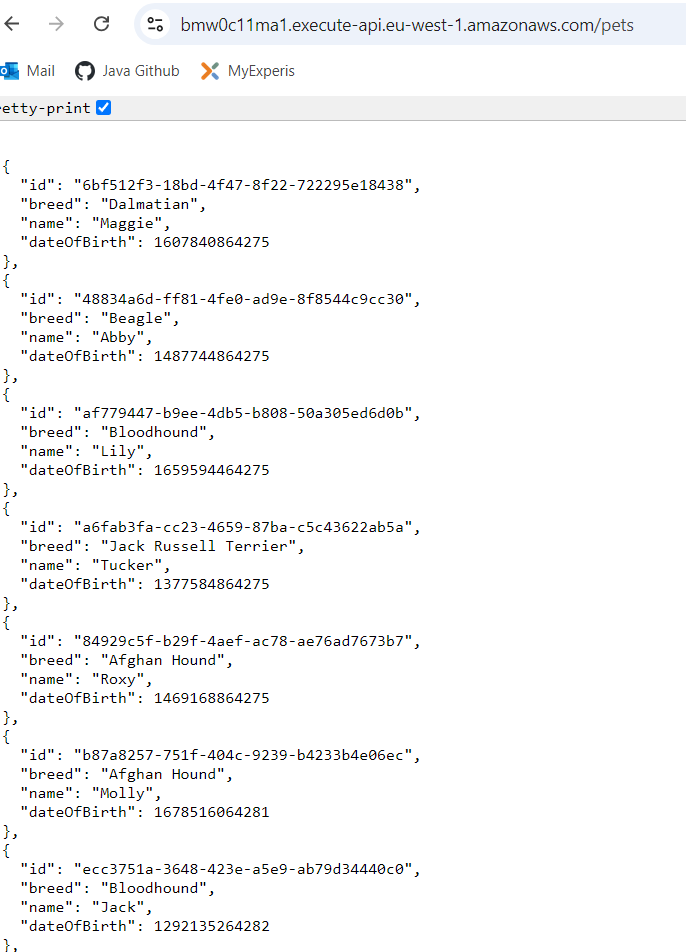 bmw0c11ma1.execute-api.eu-west-1.amazonaws.com/pets
Mail Java Github MyExperis
etty-print
{
"id": "6bf512f3-18bd-4f47-8f22-722295e18438",
"breed": "Dalmatian",
"name": "Maggie",
"dateOfBirth": 1607840864275
},
{
"id": "48834a6d-ff81-4fe0-ad9e-8f8544c9cc30",
"breed": "Beagle",
"name": "Abby",
"dateOfBirth": 1487744864275
},
{
"id": "af779447-b9ee-4db5-b808-50a305ed6d0b",
"breed": "Bloodhound",
"name": "Lily",
"dateOfBirth": 1659594464275
},
{
"id": "a6fab3fa-cc23-4659-87ba-c5c43622ab5a",
"breed": "Jack Russell Terrier",
"name": "Tucker",
"dateOfBirth": 1377584864275
},
{
"id": "84929c5f-b29f-4aef-ac78-ae76ad7673b7",
"breed": "Afghan Hound",
"name": "Roxy",
"dateOfBirth": 1469168864275
},
{
"id": "b87a8257-751f-404c-9239-b4233b4e06ec",
"breed": "Afghan Hound",
"name": "Molly",
"dateOfBirth": 1678516064281
},
{
"id": "ecc3751a-3648-423e-a5e9-ab79d34440c0",
"breed": "Bloodhound",
"name": "Jack",
"dateOfBirth": 1292135264282
},